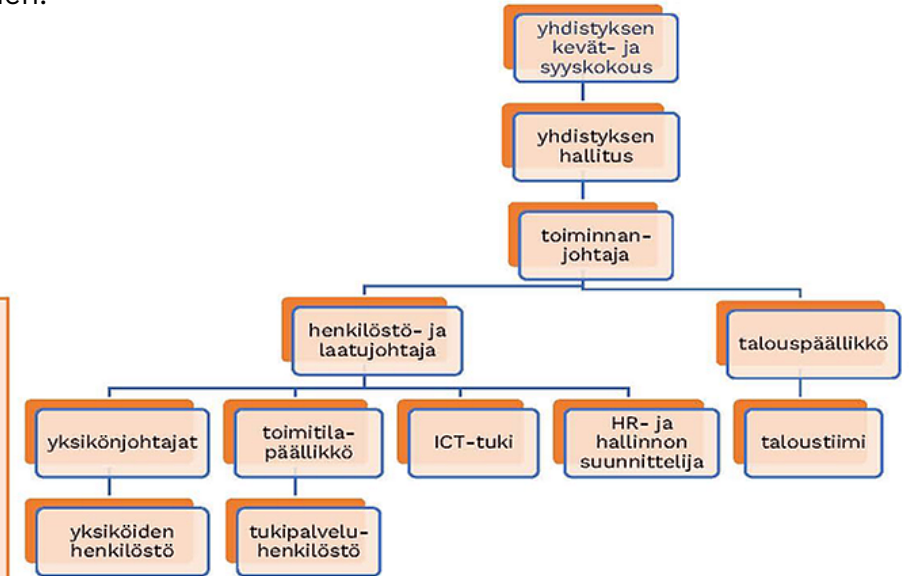 yhdistyksen
kevät- ja
syyskokous
yhdistyksen
hallitus
toiminnan-
johtaja
henkilöstö- ja
laatujohtaja
talouspäällikkö
yksikönjohtajat
toimitila-
päällikkö
ICT-tuki
HR- ja
hallinnon
suunnittelija
taloustiimi
yksiköiden
henkilöstö
tukipalvelu-
henkilöstö